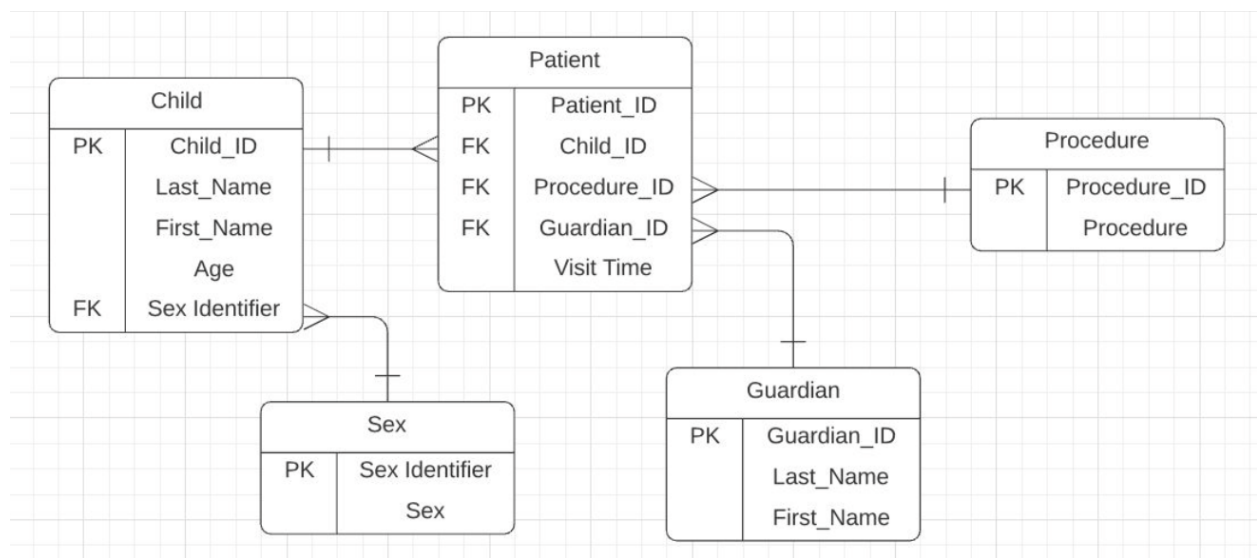 Child
PK Child_ID
Last_Name
First_Name
Age
FK Sex Identifier
Patient
PK Patient_ID
FK Child_ID
FK Procedure_ID
FK Guardian_ID
Visit Time
Procedure
PK Procedure_ID
Procedure
Sex
PK Sex Identifier
Sex
Guardian
PK Guardian_ID
Last_Name
First_Name